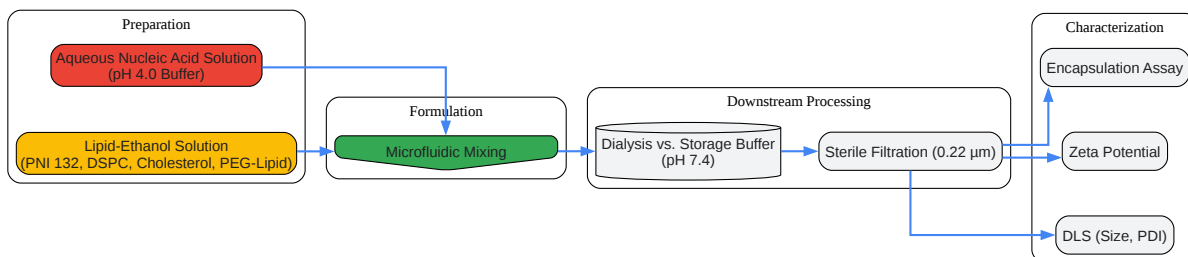 Preparation
Aqueous Nucleic Acid Solution
(pH 4.0 Buffer)
Lipid-Ethanol Solution
(PNI 132, DSPC, Cholesterol, PEG-Lipid)
Formulation
Microfluidic Mixing
Downstream Processing
Dialysis vs. Storage Buffer
(pH 7.4)
Sterile Filtration (0.22 µm)
Characterization
Encapsulation Assay
Zeta Potential
DLS (Size, PDI)